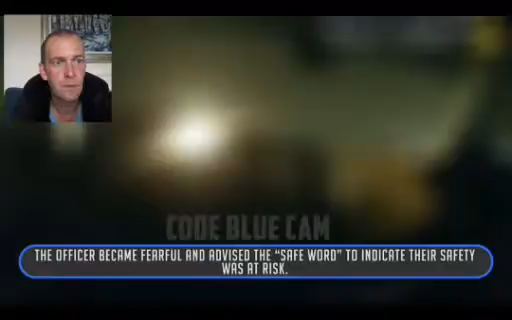 CODE BLUE CAM
THE OFFICER BECAME FEARFUL AND ADVISED THE “SAFE WORD” TO INDICATE THEIR SAFETY
WAS AT RISK.